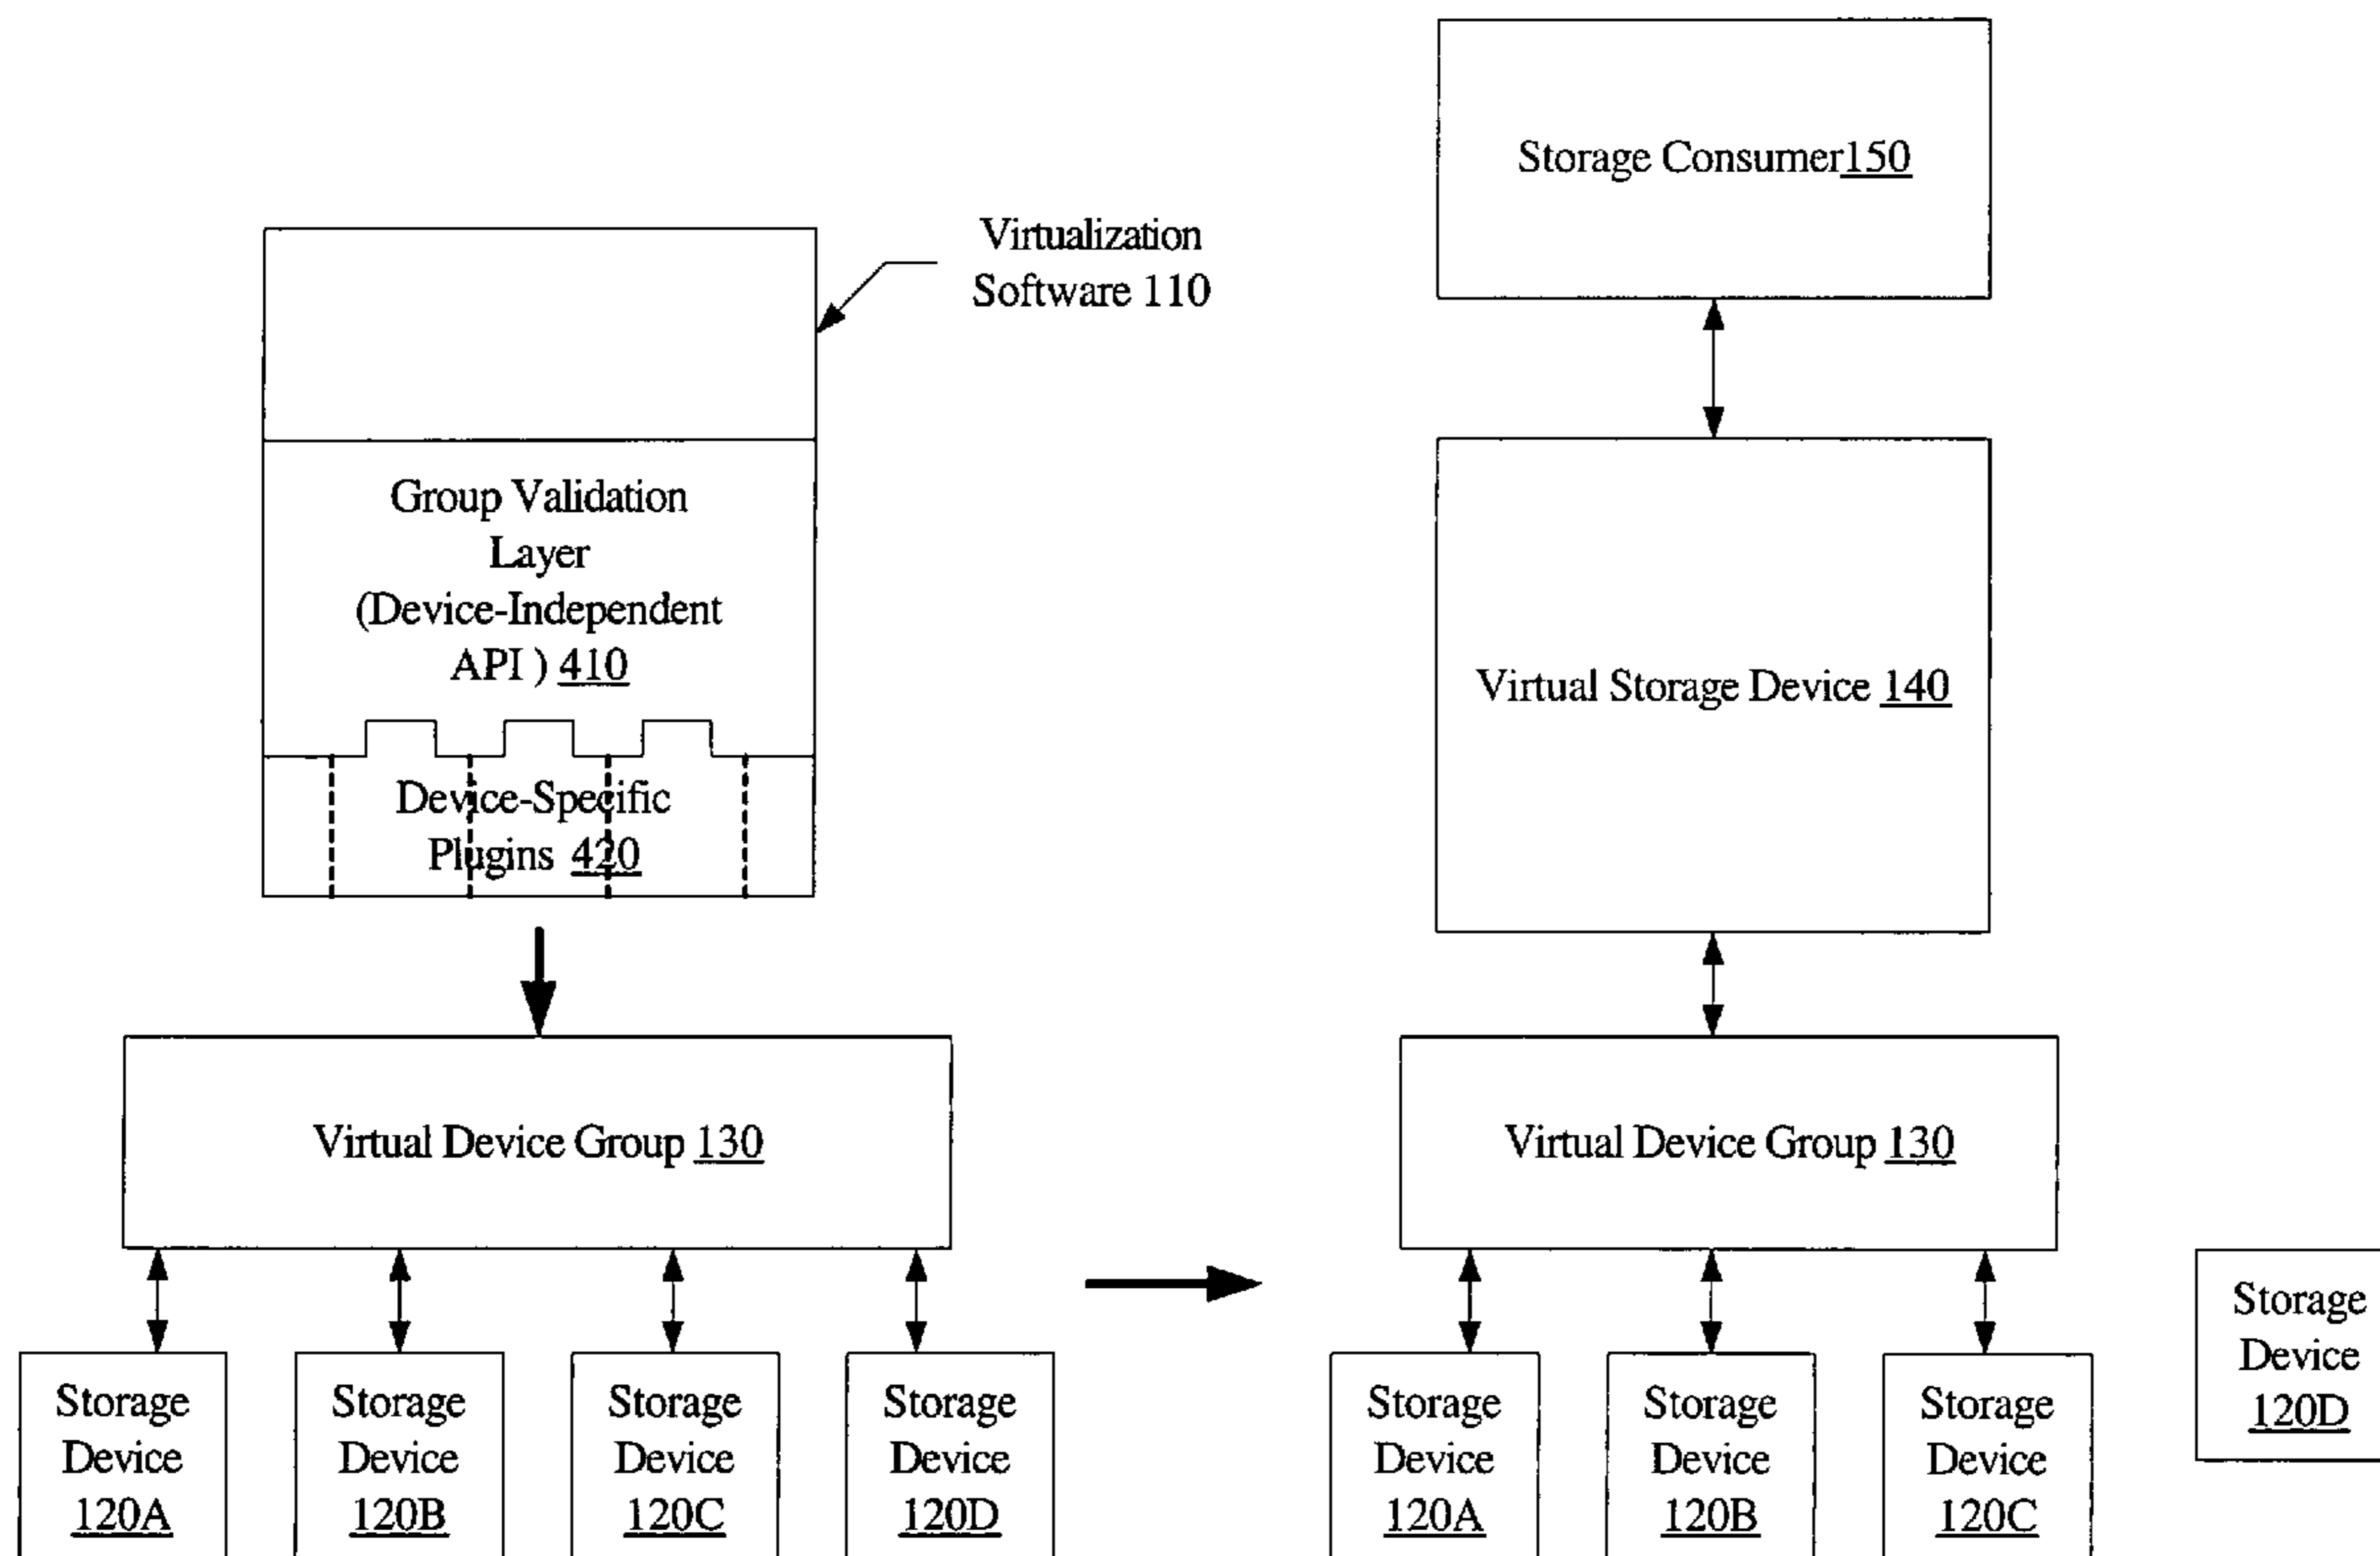 Storage Consumer150
Virtualization
Software 110
Group Validation
Layer
(Device-Independent
API ) 410
Device-Specific
Plugins 420
Virtual Storage Device 140
Virtual Device Group 130
Virtual Device Group 130
Storage
Device
120A
Storage
Device
120B
Storage
Device
120C
Storage
Device
120D
Storage
Device
120A
Storage
Device
120B
Storage
Device
120C
Storage
Device
120D